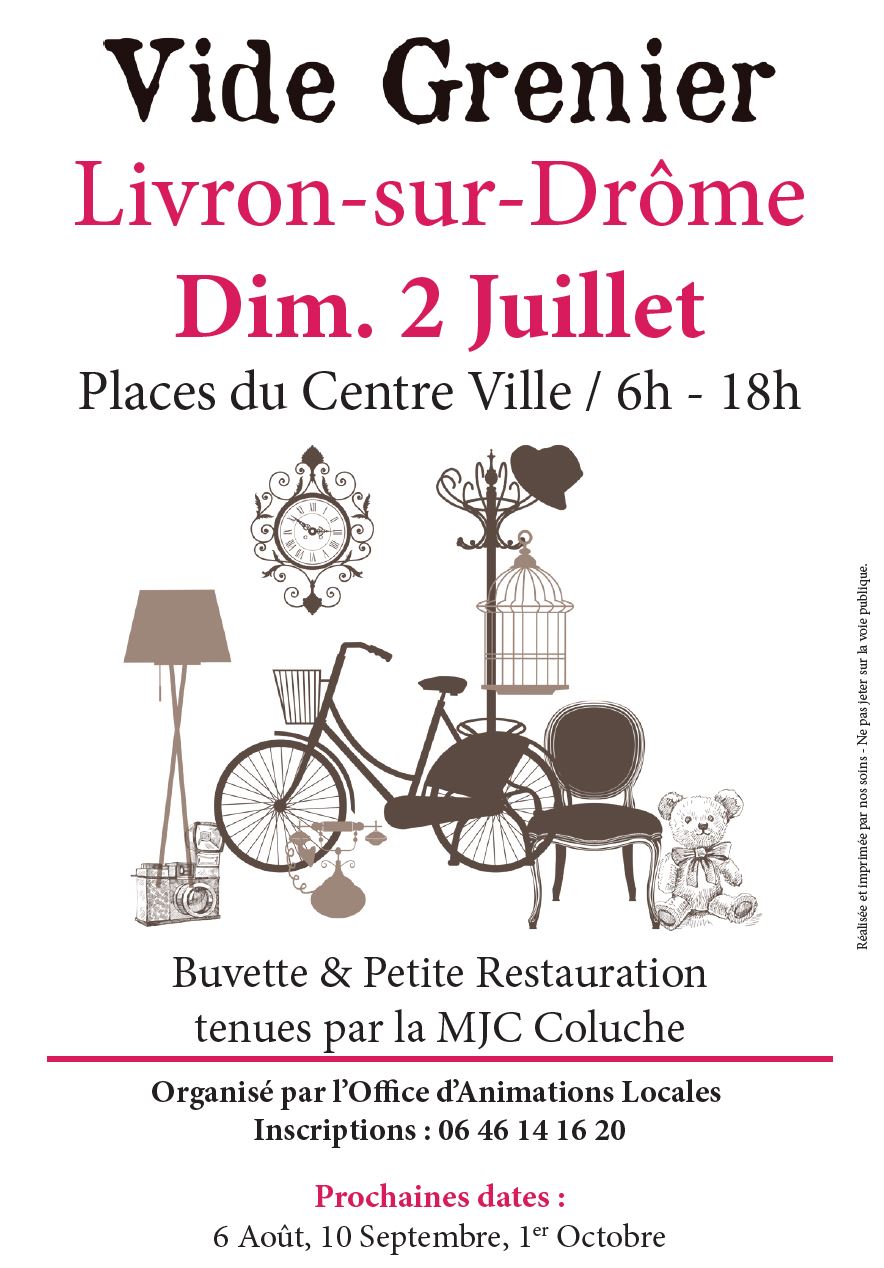 Vide Grenier
Livron-sur-Drôme
Dim. 2 Juillet
Places du Centre Ville / 6h - 18h
Réalisée et imprimée par nos soins - Ne pas jeter sur la voie publique.
Buvette & Petite Restauration
tenues par la MJC Coluche
Organisé par l’Office d’Animations Locales
Inscriptions : 06 46 14 16 20
Prochaines dates :
6 Août, 10 Septembre, 1er Octobre